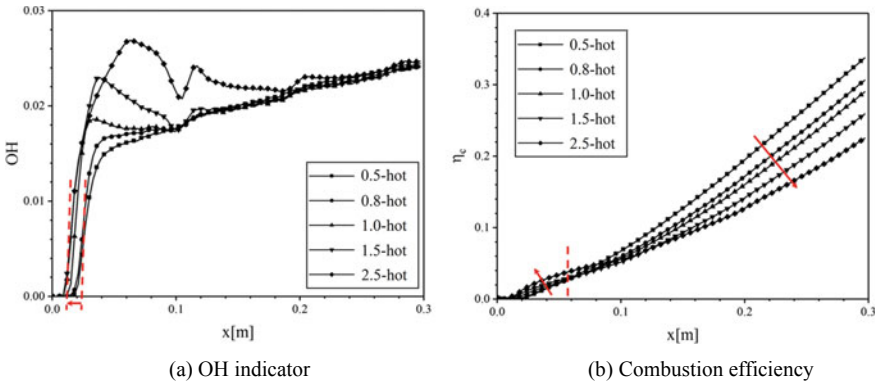 0.03
0.02
0.01
0.00
OH
0.5-hot
0.8-hot
1.0-hot
1.5-hot
2.5-hot
0.0 0.1 0.2 0.3
x[m]
(a) OH indicator
0.4
0.3
0.2
0.1
0.0
ηc
0.5-hot
0.8-hot
1.0-hot
1.5-hot
2.5-hot
0.0 0.1 0.2 0.3
x[m]
(b) Combustion efficiency